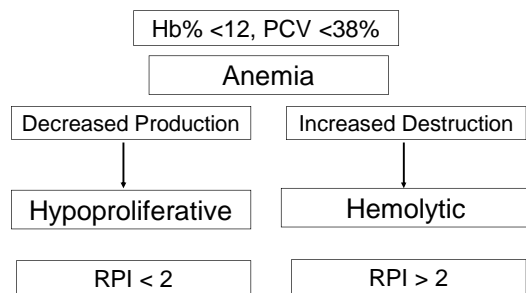 Hb% <12, PCV <38%
Anemia
Decreased Production
Increased Destruction
Hypoproliferative
Hemolytic
RPI < 2
RPI > 2